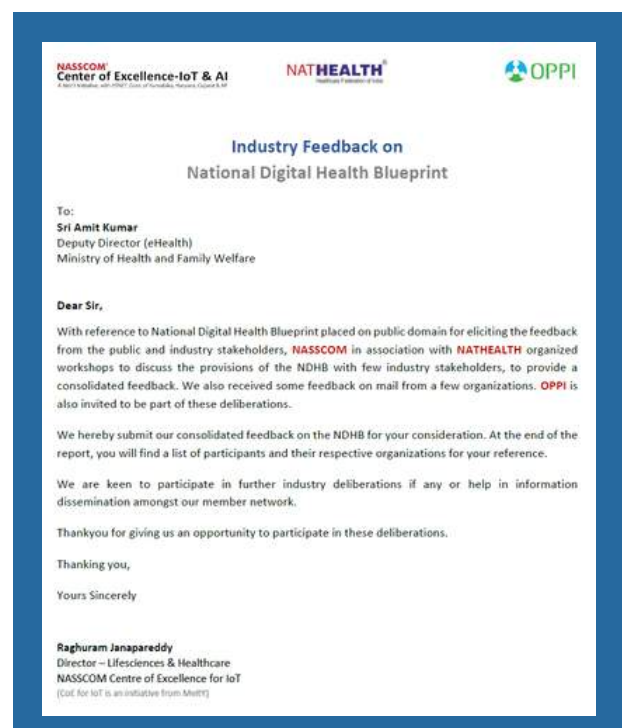 NASSCOM®
Center of Excellence-IoT & AI
NATHEALTH®
Healthcare Federation of India
OPPI
Industry Feedback on
National Digital Health Blueprint
To:
Sri Amit Kumar
Deputy Director (eHealth)
Ministry of Health and Family Welfare
Dear Sir,
With reference to National Digital Health Blueprint placed on public domain for eliciting the feedback
from the public and industry stakeholders, NASSCOM in association with NATHEALTH organized
workshops to discuss the provisions of the NDHB with few industry stakeholders, to provide a
consolidated feedback. We also received some feedback on mail from a few organizations. OPPI is
also invited to be part of these deliberations.
We hereby submit our consolidated feedback on the NDHB for your consideration. At the end of the
report, you will find a list of participants and their respective organizations for your reference.
We are keen to participate in further industry deliberations if any or help in information
dissemination amongst our member network.
Thankyou for giving us an opportunity to participate in these deliberations.
Thanking you,
Yours Sincerely
Raghuram Janapareddy
Director – Lifesciences & Healthcare
NASSCOM Centre of Excellence for IoT
(CoE for IoT is an initiative from MeitY)